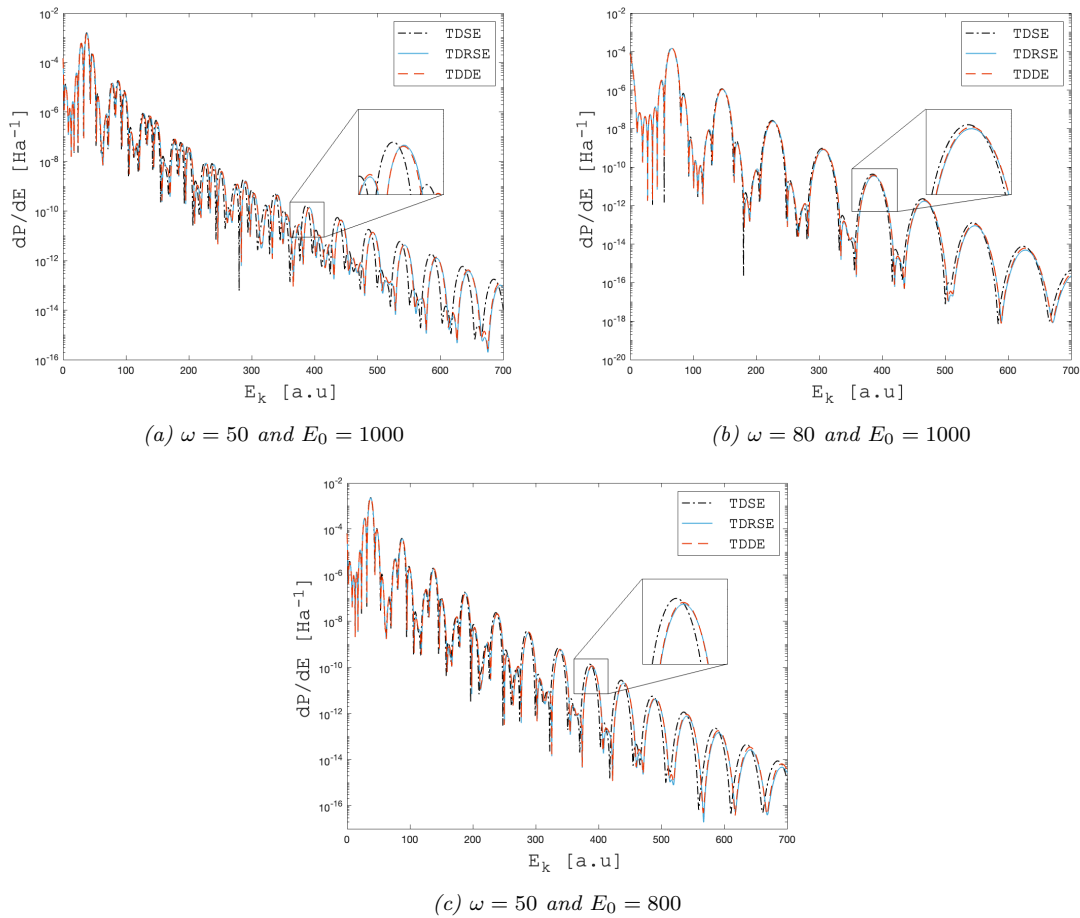 10⁻²
10⁻⁴
10⁻⁶
10⁻⁸
10⁻¹⁰
10⁻¹²
10⁻¹⁴
10⁻¹⁶
dP/dE [Ha⁻¹]
TDSE
TDRSE
TDDE
0 100 200 300 400 500 600 700
E_k [a.u]
(a) ω = 50 and E₀ = 1000
10⁻²
10⁻⁴
10⁻⁶
10⁻⁸
10⁻¹⁰
10⁻¹²
10⁻¹⁴
10⁻¹⁶
10⁻¹⁸
10⁻²⁰
dP/dE [Ha⁻¹]
TDSE
TDRSE
TDDE
0 100 200 300 400 500 600 700
E_k [a.u]
(b) ω = 80 and E₀ = 1000
10⁻²
10⁻⁴
10⁻⁶
10⁻⁸
10⁻¹⁰
10⁻¹²
10⁻¹⁴
10⁻¹⁶
dP/dE [Ha⁻¹]
TDSE
TDRSE
TDDE
0 100 200 300 400 500 600 700
E_k [a.u]
(c) ω = 50 and E₀ = 800